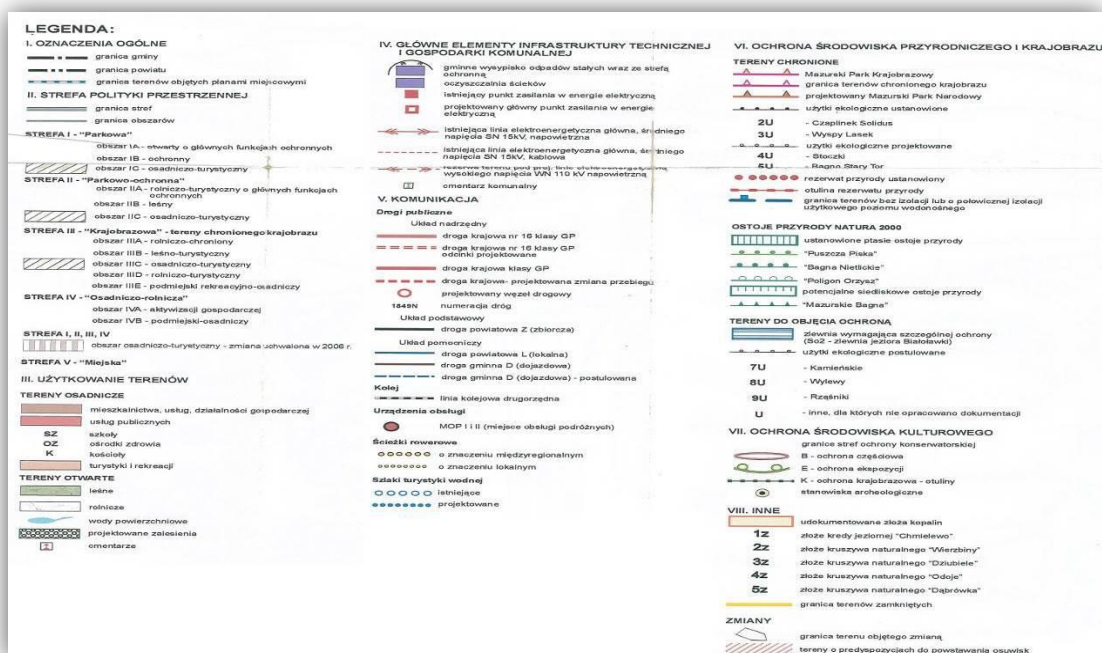 LEGENDA:
I. OZNACZENIA OGÓLNE
granica gminy
granica powiatu
granica terenów objętych planami miejscowymi
II. STREFA POLITYKI PRZESTRZENNEJ
granica stref
granica obszarów
STREFA I - "Parkowa"
obszar IA - otwarty o głównych funkcjach ochronnych
obszar IB - ochronny
obszar IC - osadniczo-turystyczny
STREFA II - "Parkowo-ochronna"
obszar IIA - rolniczo-turystyczny o głównych funkcjach
ochronnych
obszar IIB - leśny
obszar IIC - osadniczo-turystyczny
STREFA III - "Krajobrazowa" - tereny chronionego krajobrazu
obszar IIIA - rolniczo-chroniony
obszar IIIB - leśno-turystyczny
obszar IIIC - osadniczo-turystyczny
obszar IIID - rolniczo-turystyczny
obszar IIIE - podmiejski rekreacyjno-osadniczy
STREFA IV - "Osadniczo-rolnicza"
obszar IVA - aktywizacji gospodarczej
obszar IVB - podmiejski-osadniczy
STREFA I, II, III, IV
obszar osadniczo-turystyczny - zmiana uchwalona w 2006 r.
STREFA V - "Miejska"
III. UŻYTKOWANIE TERENÓW
TERENY OSADNICZE
mieszkalnictwa, usług, działalności gospodarczej
usług publicznych
SZ szkoły
OZ ośrodki zdrowia
K kościoły
turystyki i rekreacji
TERENY OTWARTE
leśne
rolnicze
wody powierzchniowe
projektowane zalesienia
cmentarze
IV. GŁÓWNE ELEMENTY INFRASTRUKTURY TECHNICZNEJ
I GOSPODARKI KOMUNALNEJ
gminne wysypisko odpadów stałych wraz ze strefą
ochronną
oczyszczalnia ścieków
istniejący punkt zasilania w energie elektryczną
projektowany główny punkt zasilania w energie
elektryczną
istniejąca linia elektroenergetyczna główna, średniego
napięcia SN 15kV, napowietrzna
istniejąca linia elektroenergetyczna główna, średniego
napięcia SN 15kV, kablowa
rezerwa terenu pod proj. linie elektroenergetyczną
wysokiego napięcia WN 110 kV napowietrzną
cmentarz komunalny
V. KOMUNIKACJA
Drogi publiczne
Układ nadrzędny
droga krajowa nr 16 klasy GP
droga krajowa nr 16 klasy GP
odcinki projektowane
droga krajowa klasy GP
droga krajowa- projektowana zmiana przebiegu
projektowany węzeł drogowy
1849N numeracja dróg
Układ podstawowy
droga powiatowa Z (zbiorcza)
Układ pomocniczy
droga powiatowa L (lokalna)
droga gminna D (dojazdowa)
droga gminna D (dojazdowa) - postulowana
Kolej
linia kolejowa drugorzędna
Urządzenia obsługi
MOP I i II (miejsce obsługi podróżnych)
Ścieżki rowerowe
o znaczeniu międzyregionalnym
o znaczeniu lokalnym
Szlaki turystyki wodnej
istniejące
projektowane
VI. OCHRONA ŚRODOWISKA PRZYRODNICZEGO I KRAJOBRAZU
TERENY CHRONIONE
Mazurski Park Krajobrazowy
granica terenów chronionego krajobrazu
projektowany Mazurski Park Narodowy
użytki ekologiczne ustanowione
2U - Czaplinek Solidus
3U - Wyspy Lasek
użytki ekologiczne projektowane
4U - Stoczki
5U - Bagno Stary Tor
rezerwat przyrody ustanowiony
otulina rezerwatu przyrody
granica terenów bez izolacji lub o połowicznej izolacji
użytkowego poziomu wodonośnego
OSTOJE PRZYRODY NATURA 2000
ustanowione ptasie ostoje przyrody
"Puszcza Piska"
"Bagna Nietlickie"
"Poligon Orzysz"
potencjalne siedliskowe ostoje przyrody
"Mazurskie Bagna"
TERENY DO OBJĘCIA OCHRONĄ
zlewnia wymagająca szczególnej ochrony
(So2 - zlewnia jeziora Białoławki)
użytki ekologiczne postulowane
7U - Kamieńskie
8U - Wylewy
9U - Rząśniki
U - inne, dla których nie opracowano dokumentacji
VII. OCHRONA ŚRODOWISKA KULTUROWEGO
granice stref ochrony konserwatorskiej
B - ochrona częściowa
E - ochrona ekspozycji
K - ochrona krajobrazowa - otuliny
stanowiska archeologiczne
VIII. INNE
udokumentowane złoża kopalin
1z złoże kredy jeziornej "Chmielewo"
2z złoże kruszywa naturalnego "Wierzbiny"
3z złoże kruszywa naturalnego "Dziubiele"
4z złoże kruszywa naturalnego "Odoje"
5z złoże kruszywa naturalnego "Dąbrówka"
granica terenów zamkniętych
ZMIANY
granica terenu objętego zmianą
tereny o predyspozycjach do powstawania osuwisk